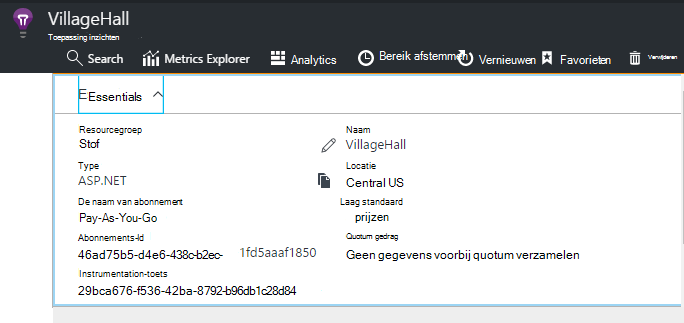 VillageHall
Toepassing inzichten
Search Metrics Explorer Analytics Bereik afstemmen Vernieuwen Favorieten Verwijderen
E Essentials
Resourcegroep Naam
Stof VillageHall
Type Locatie
ASP.NET Central US
De naam van abonnement Laag standaard
Pay-As-You-Go prijzen
Abonnements-Id Quotum gedrag
46ad75b5-d4e6-438c-b2ec- 1fd5aaaf1850 Geen gegevens voorbij quotum verzamelen
Instrumentation-toets
29bca676-f536-42ba-8792-b96db1c28d84